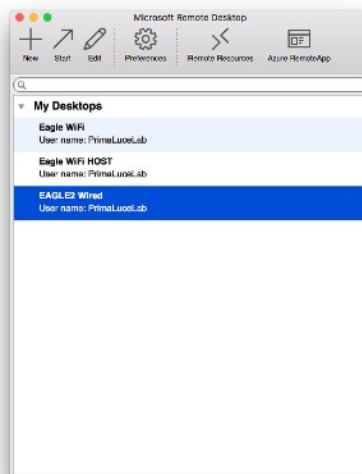 Microsoft Remote Desktop
New Start Edit Preferences Remote Resources Azure RemoteApp
My Desktops
Eagle WiFi
User name: PrimaLuceLab
Eagle WiFi HOST
User name: PrimaLuceLab
EAGLE2 Wired
User name: PrimaLuceLab